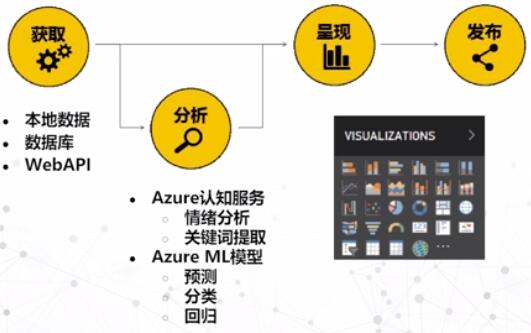 获取
呈现
发布
分析
本地数据
数据库
WebAPI
Azure认知服务
情绪分析
关键词提取
Azure ML模型
预测
分类
回归
VISUALIZATIONS